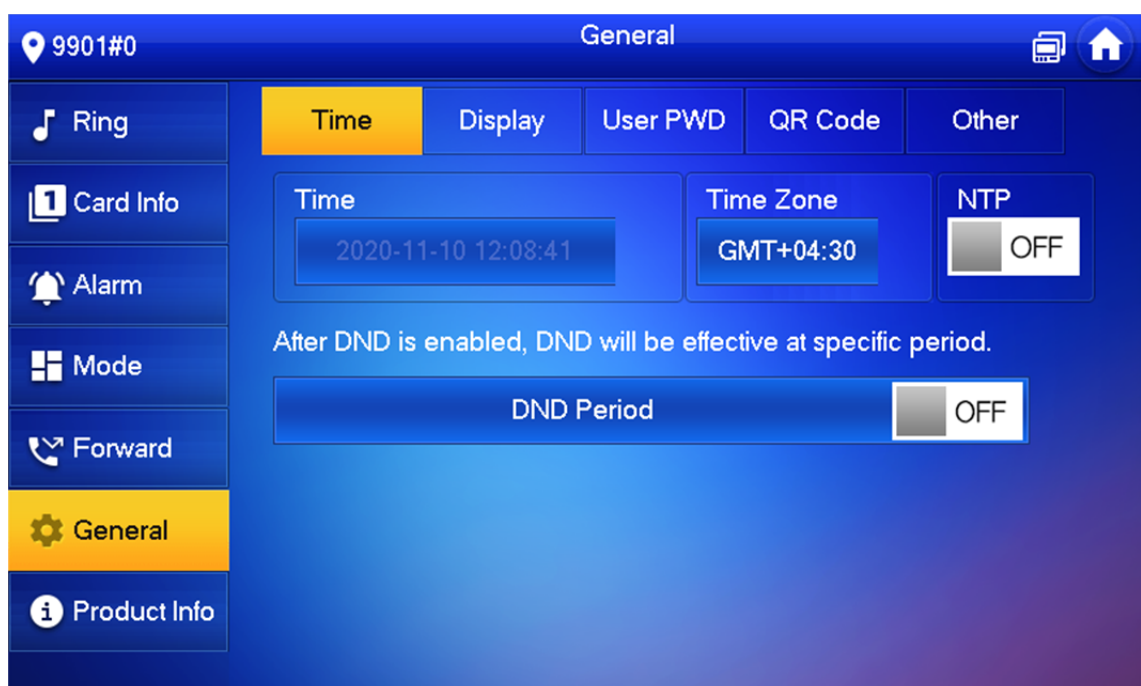 9901#0
General
Ring
Card Info
Alarm
Mode
Forward
General
Product Info
Time Display User PWD QR Code Other
Time Time Zone NTP
2020-11-10 12:08:41 GMT+04:30 OFF
After DND is enabled, DND will be effective at specific period.
DND Period OFF